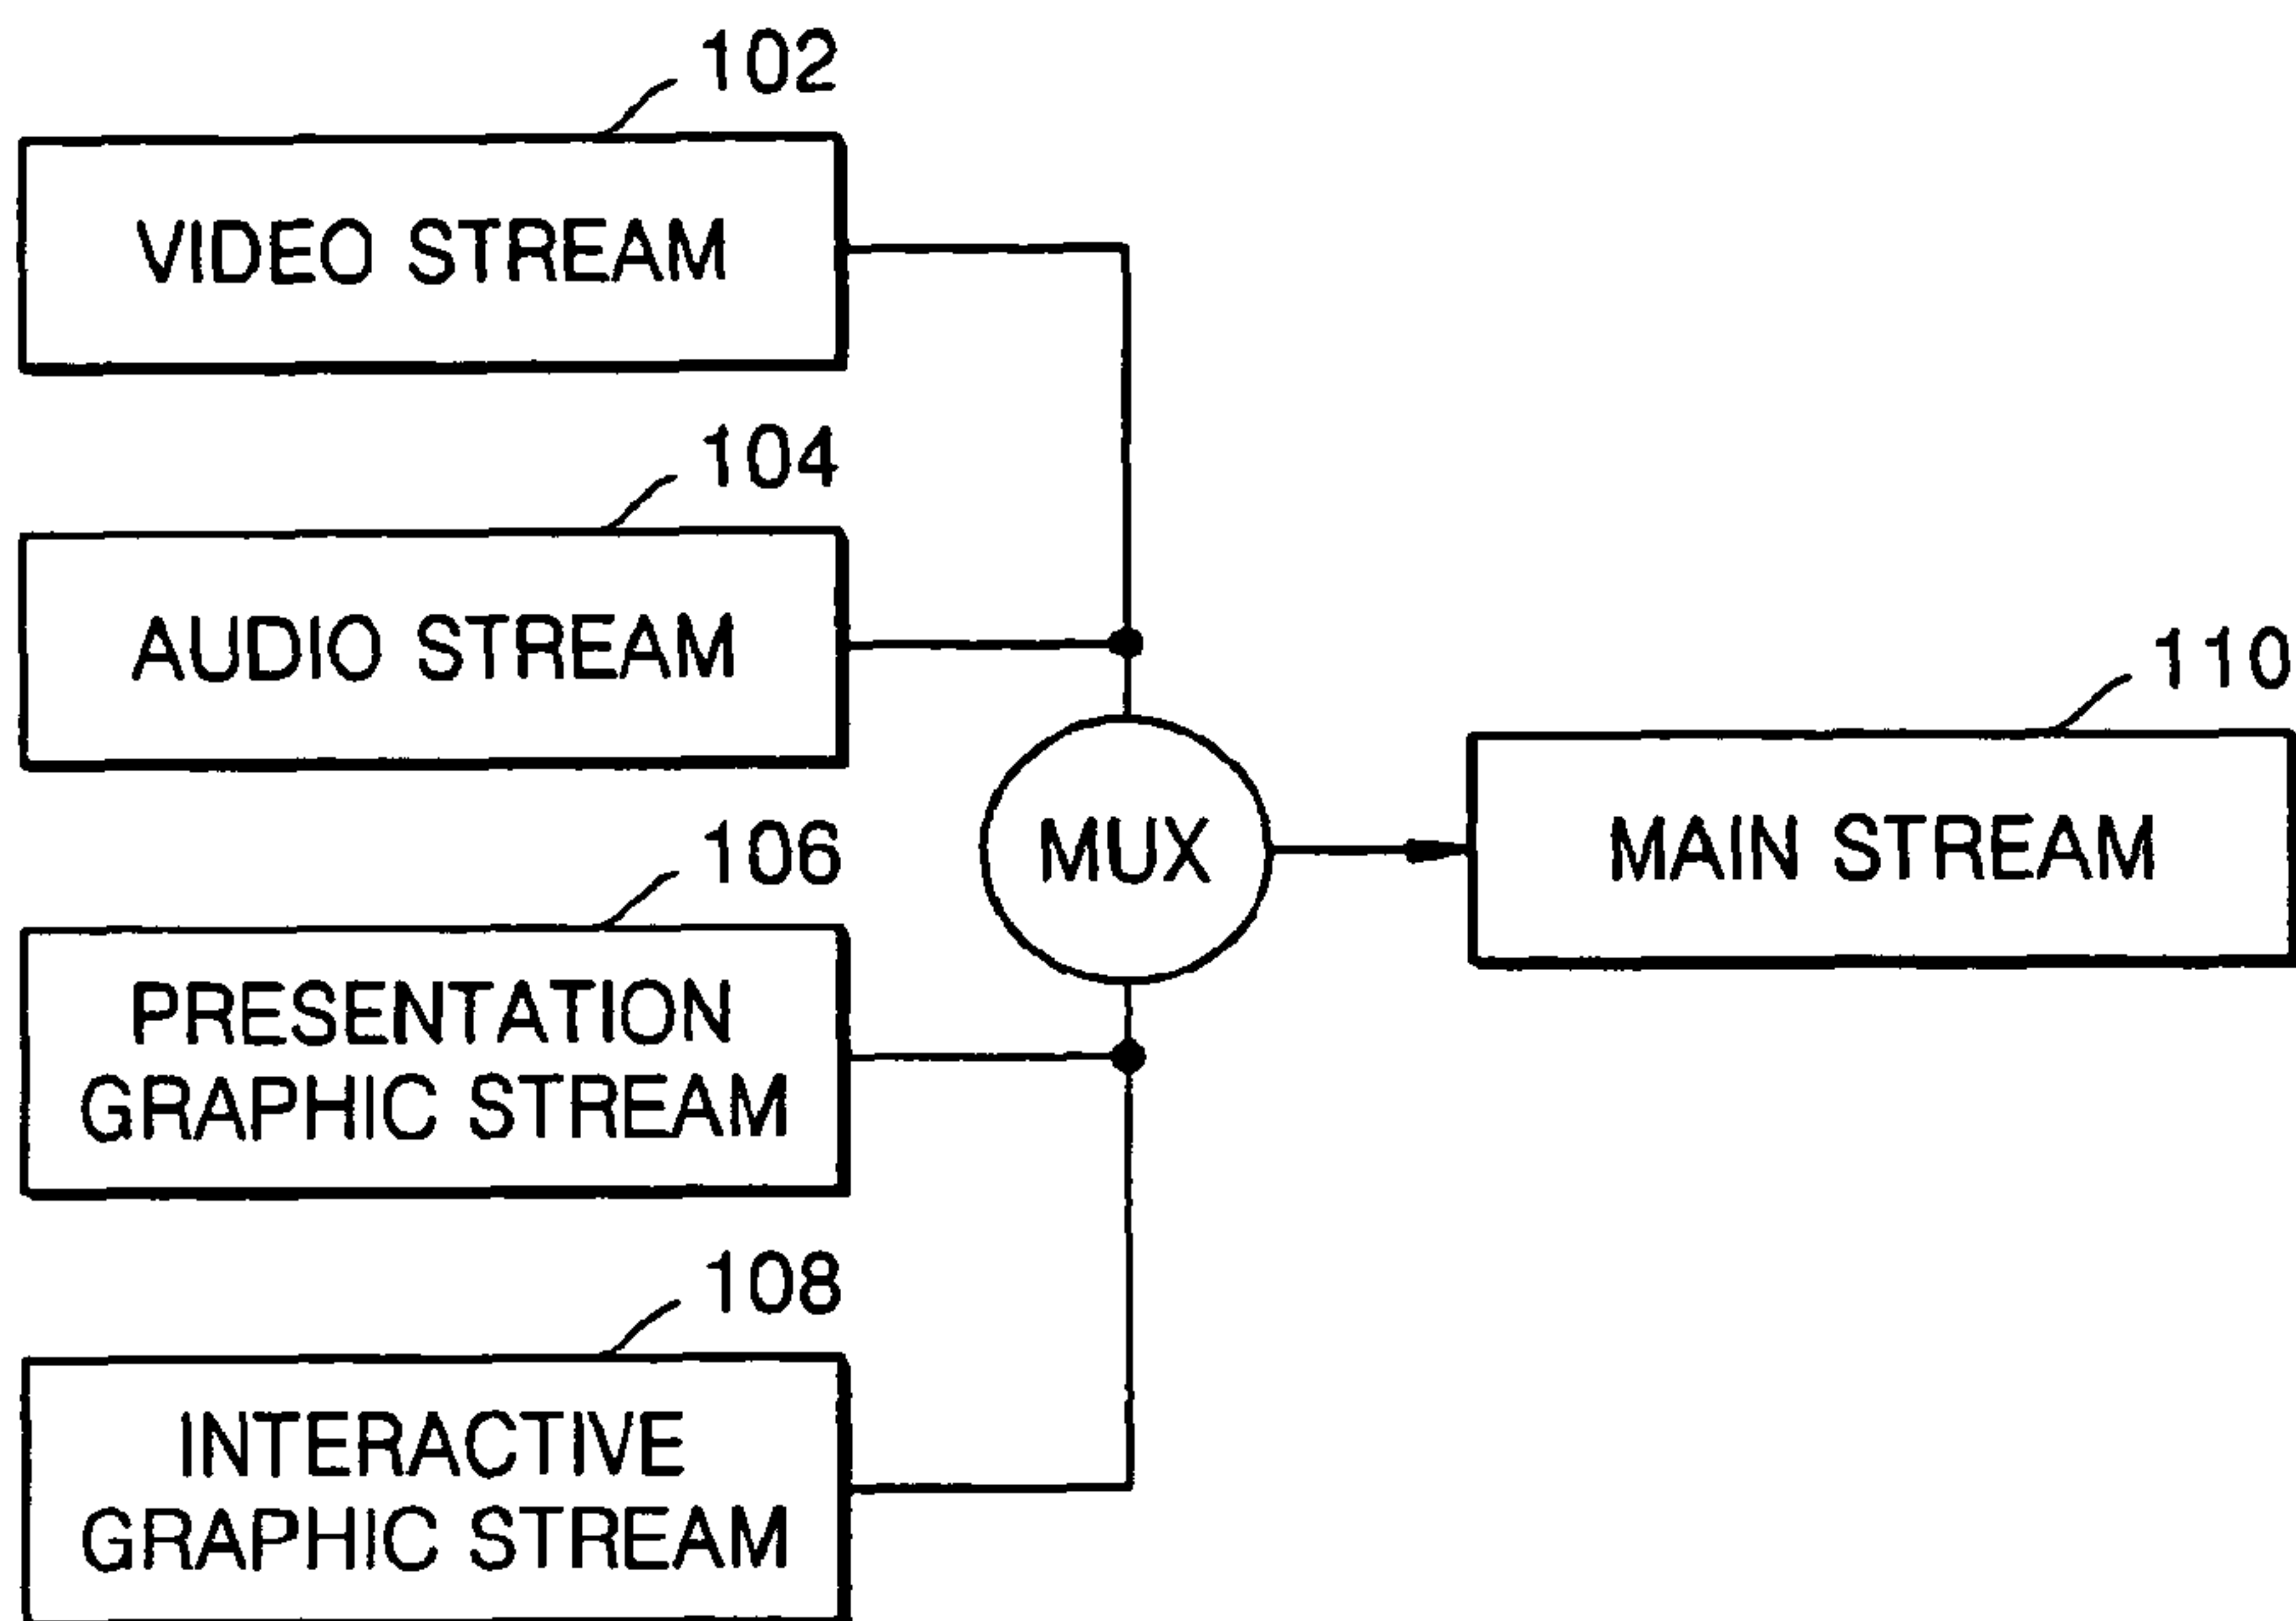 102
VIDEO STREAM
104
AUDIO STREAM
110
MUX
MAIN STREAM
106
PRESENTATION
GRAPHIC STREAM
108
INTERACTIVE
GRAPHIC STREAM